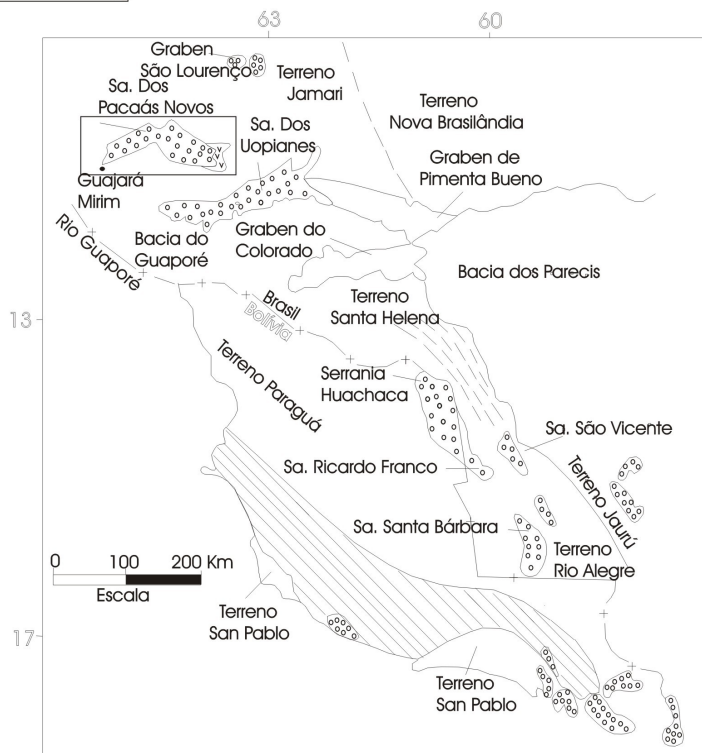 63
60
Graben
São Lourenço
Terreno
Jamari
Sa. Dos
Pacaás Novos
Terreno
Nova Brasilândia
Sa. Dos
Uopianes
Graben de
Pimenta Bueno
Guajará
Mirim
Rio Guaporé
Bacia do
Guaporé
Graben do
Colorado
Bacia dos Parecis
Brasil
Bolívia
13
Terreno
Santa Helena
Terreno Paraguá
Serrania
Huachaca
Sa. São Vicente
Sa. Ricardo Franco
Terreno Jaurú
Sa. Santa Bárbara
Terreno
Rio Alegre
0 100 200 Km
Escala
Terreno
San Pablo
17
Terreno
San Pablo